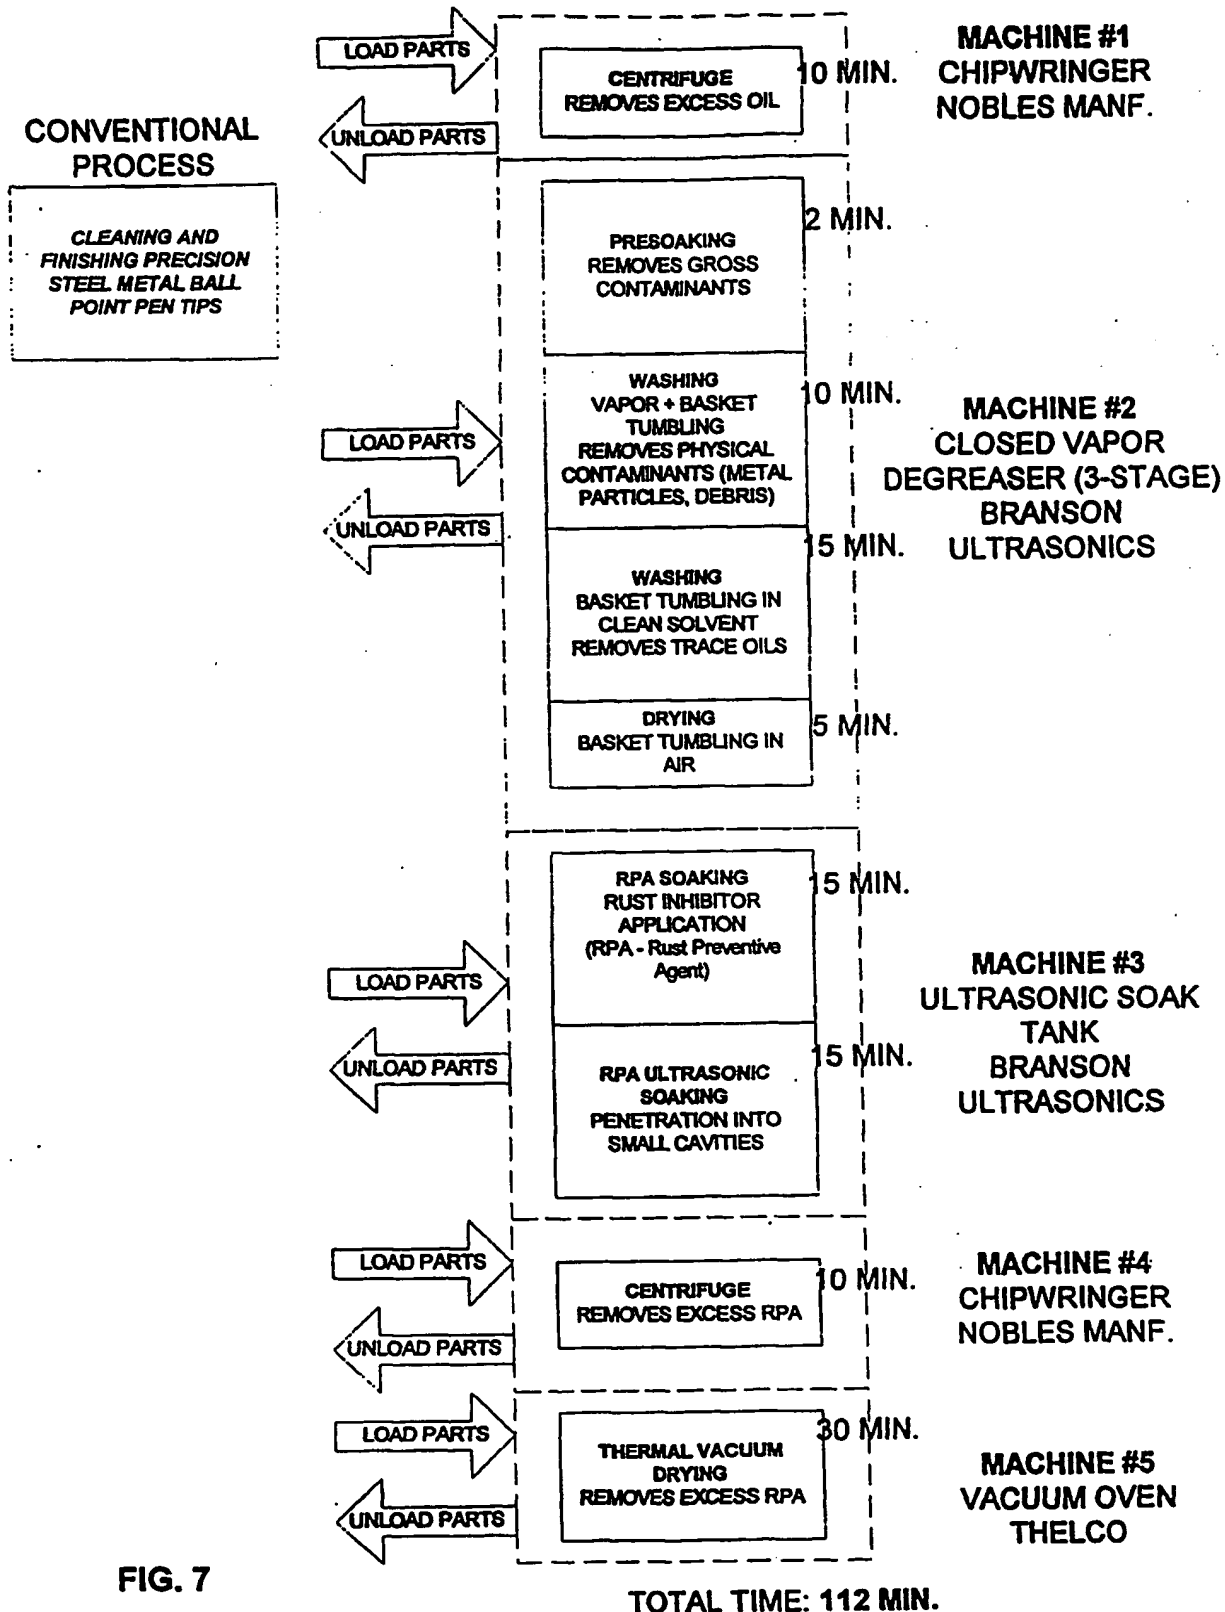 LOAD PARTS
CENTRIFUGE
REMOVES EXCESS OIL
10 MIN.
MACHINE #1
CHIPWRINGER
NOBLES MANF.
UNLOAD PARTS
CONVENTIONAL
PROCESS
CLEANING AND
FINISHING PRECISION
STEEL METAL BALL
POINT PEN TIPS
PRESOAKING
REMOVES GROSS
CONTAMINANTS
2 MIN.
WASHING
VAPOR + BASKET
TUMBLING
REMOVES PHYSICAL
CONTAMINANTS (METAL
PARTICLES, DEBRIS)
10 MIN.
LOAD PARTS
UNLOAD PARTS
MACHINE #2
CLOSED VAPOR
DEGREASER (3-STAGE)
BRANSON
ULTRASONICS
WASHING
BASKET TUMBLING IN
CLEAN SOLVENT
REMOVES TRACE OILS
15 MIN.
DRYING
BASKET TUMBLING IN
AIR
5 MIN.
RPA SOAKING
RUST INHIBITOR
APPLICATION
(RPA - Rust Preventive
Agent)
15 MIN.
LOAD PARTS
UNLOAD PARTS
RPA ULTRASONIC
SOAKING
PENETRATION INTO
SMALL CAVITIES
15 MIN.
MACHINE #3
ULTRASONIC SOAK
TANK
BRANSON
ULTRASONICS
LOAD PARTS
UNLOAD PARTS
CENTRIFUGE
REMOVES EXCESS RPA
10 MIN.
MACHINE #4
CHIPWRINGER
NOBLES MANF.
LOAD PARTS
UNLOAD PARTS
THERMAL VACUUM
DRYING
REMOVES EXCESS RPA
30 MIN.
MACHINE #5
VACUUM OVEN
THELCO
FIG. 7
TOTAL TIME: 112 MIN.